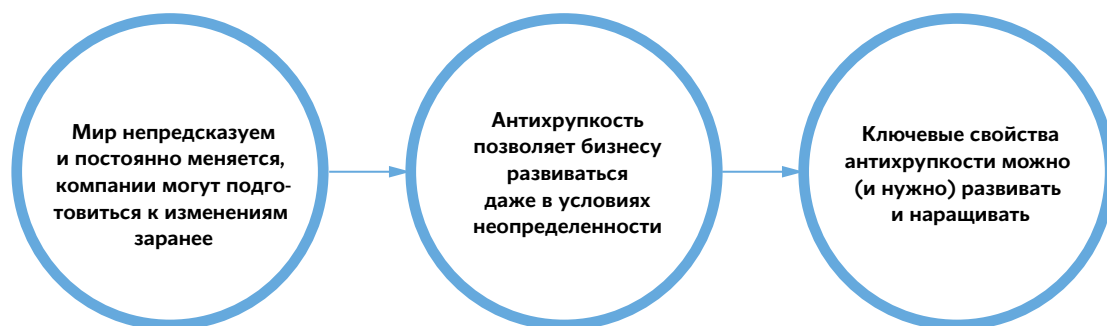 Мир непредсказуем
и постоянно меняется,
компании могут подго-
товиться к изменениям
заранее
Антихрупкость
позволяет бизнесу
развиваться
даже в условиях
неопределенности
Ключевые свойства
антихрупкости можно
(и нужно) развивать
и наращивать